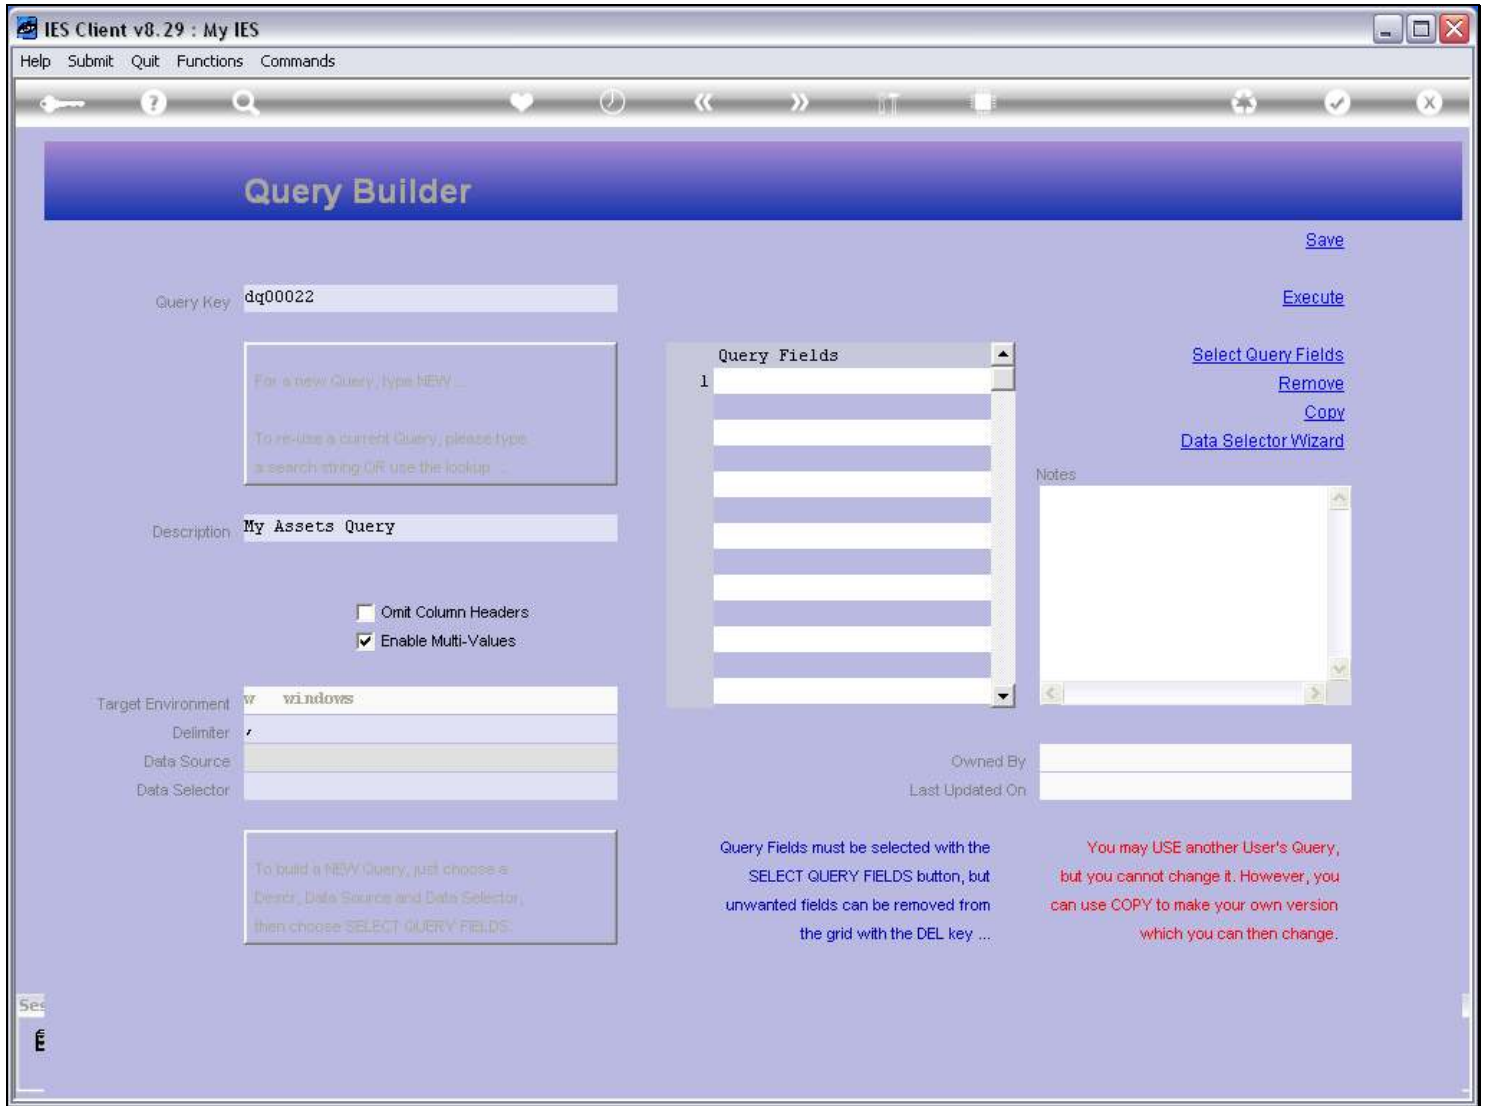 IES Client v8.29 : My IES
Help Submit Quit Functions Commands
Query Builder
Save
Query Key dq00022
Execute
For a new Query, type NEW ...
To re-use a current Query, please type
a search string OR use the lookup ...
Query Fields
1
Select Query Fields
Remove
Copy
Data Selector Wizard
Notes
Description My Assets Query
Omit Column Headers
Enable Multi-Values
Target Environment w windows
Delimiter ,
Data Source
Data Selector
Owned By
Last Updated On
To build a NEW Query, just choose a
Descr, Data Source and Data Selector,
then choose SELECT QUERY FIELDS.
Query Fields must be selected with the
SELECT QUERY FIELDS button, but
unwanted fields can be removed from
the grid with the DEL key ...
You may USE another User's Query,
but you cannot change it. However, you
can use COPY to make your own version
which you can then change.
Ses